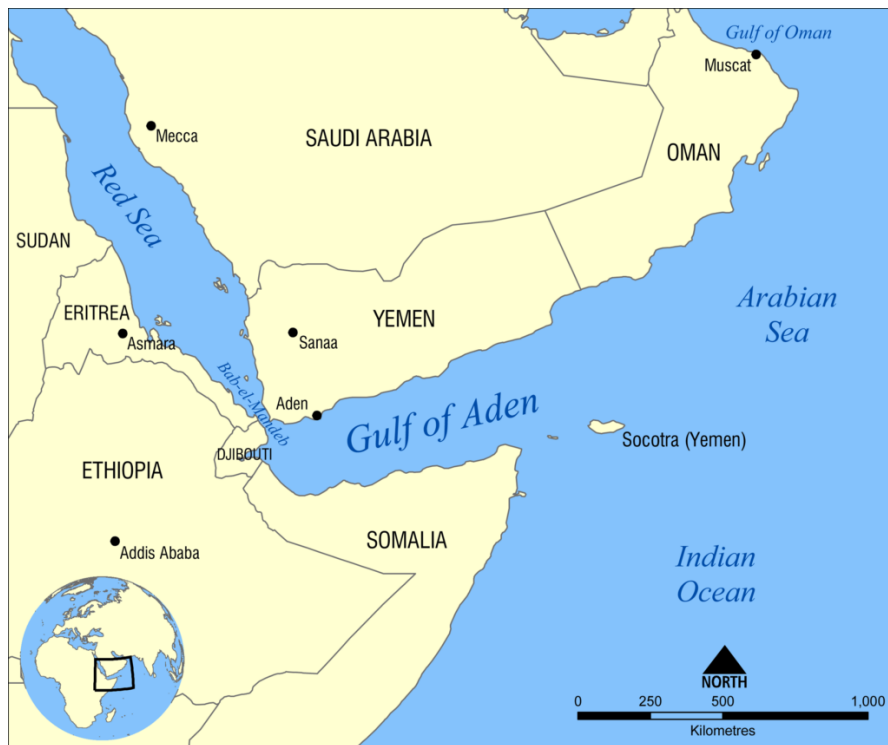 Gulf of Oman
Muscat
Mecca
SAUDI ARABIA
OMAN
Red Sea
SUDAN
Arabian
Sea
ERITREA
Asmara
YEMEN
Sanaa
Bab-el-Mandeb
Aden
Gulf of Aden
Socotra (Yemen)
DJIBOUTI
ETHIOPIA
SOMALIA
Addis Ababa
Indian
Ocean
NORTH
0 250 500 1,000
Kilometres